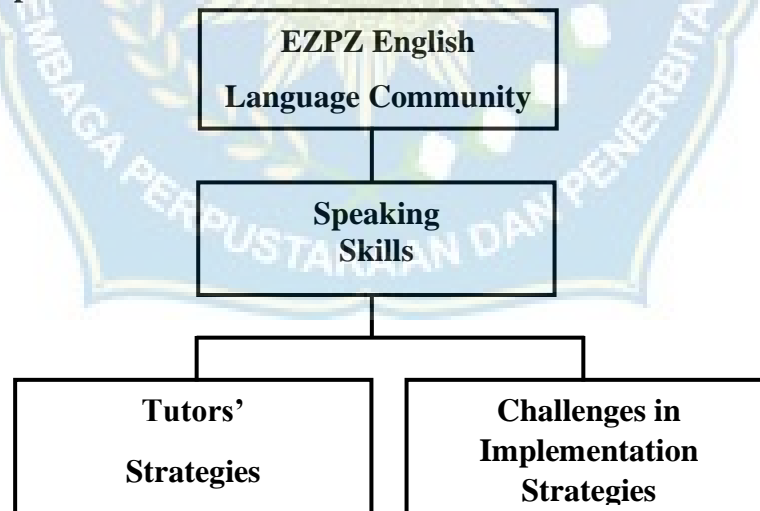 EZPZ English
Language Community
Speaking
Skills
Tutors’
Strategies
Challenges in
Implementation
Strategies